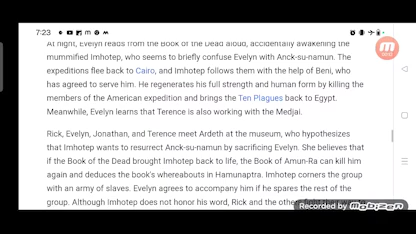 7:23
At night, Evelyn reads from the Book of the Dead aloud, accidentally awakening the
mummified Imhotep, who seems to briefly confuse Evelyn with Anck-su-namun. The
expeditions flee back to Cairo, and Imhotep follows them with the help of Beni, who
has agreed to serve him. He regenerates his full strength and human form by killing the
members of the American expedition and brings the Ten Plagues back to Egypt.
Meanwhile, Evelyn learns that Terence is also working with the Medjai.
Rick, Evelyn, Jonathan, and Terence meet Ardeth at the museum, who hypothesizes
that Imhotep wants to resurrect Anck-su-namun by sacrificing Evelyn. She believes that
if the Book of the Dead brought Imhotep back to life, the Book of Amun-Ra can kill him
again and deduces the book's whereabouts in Hamunaptra. Imhotep corners the group
with an army of slaves. Evelyn agrees to accompany him if he spares the rest of the
group. Although Imhotep does not honor his word, Rick and the others
Recorded by MOBIZEN